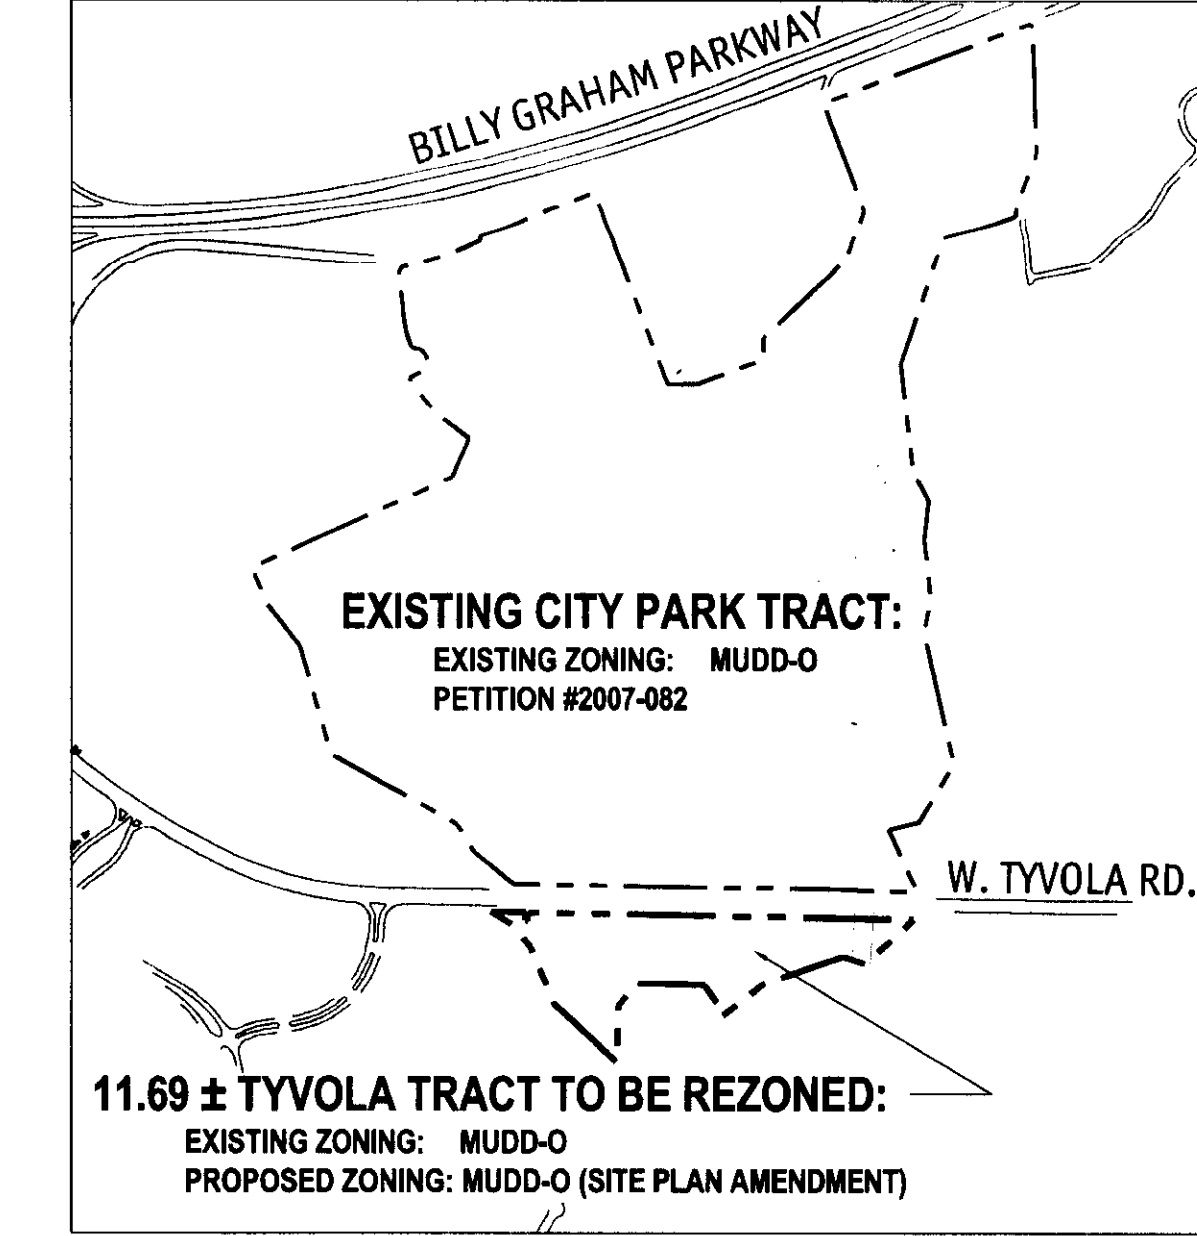 BILLY GRAHAM PARKWAY
EXISTING CITY PARK TRACT:
EXISTING ZONING: MUDD-O
PETITION #2007-082
W. TYVOLA RD.
11.69 ± TYVOLA TRACT TO BE REZONED:
EXISTING ZONING: MUDD-O
PROPOSED ZONING: MUDD-O (SITE PLAN AMENDMENT)